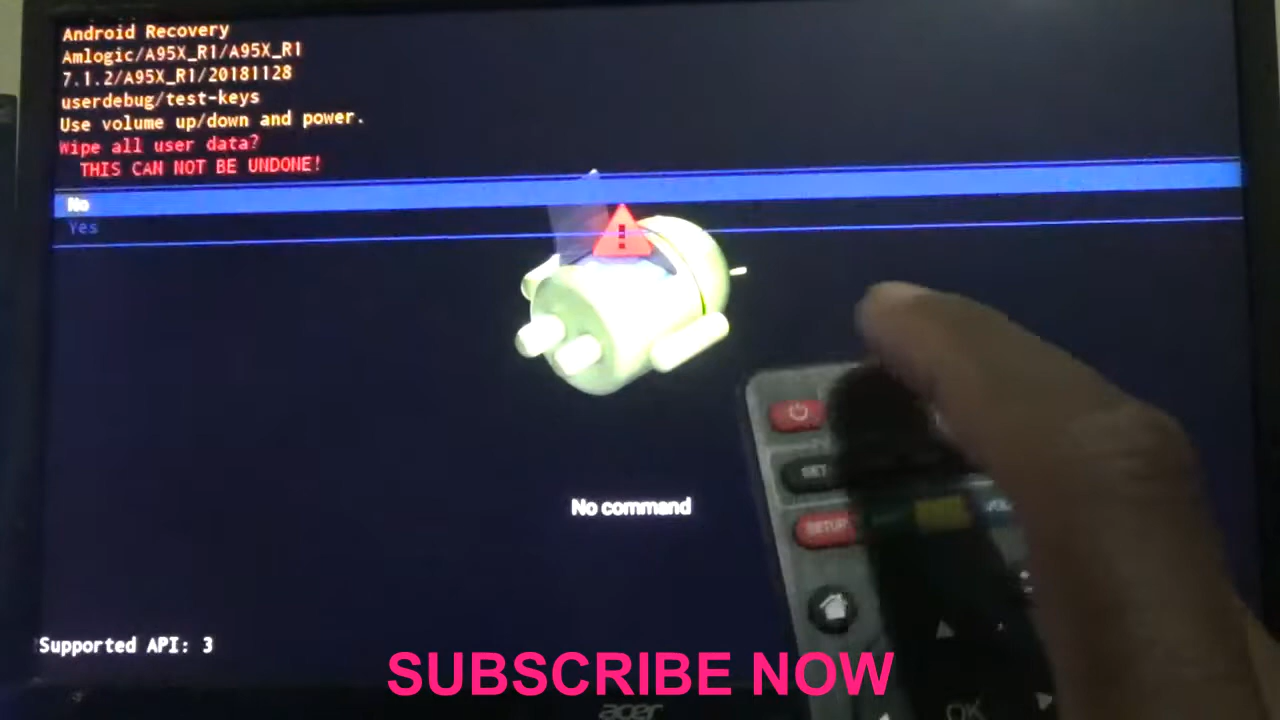 Android Recovery
Amlogic/A95X_R1/A95X_R1
7.1.2/A95X_R1/20181128
userdebug/test-keys
Use volume up/down and power.
Wipe all user data?
THIS CAN NOT BE UNDONE!
No
Yes
!
SET
No command
SETUP
Supported API: 3
SUBSCRIBE NOW
acer
OK